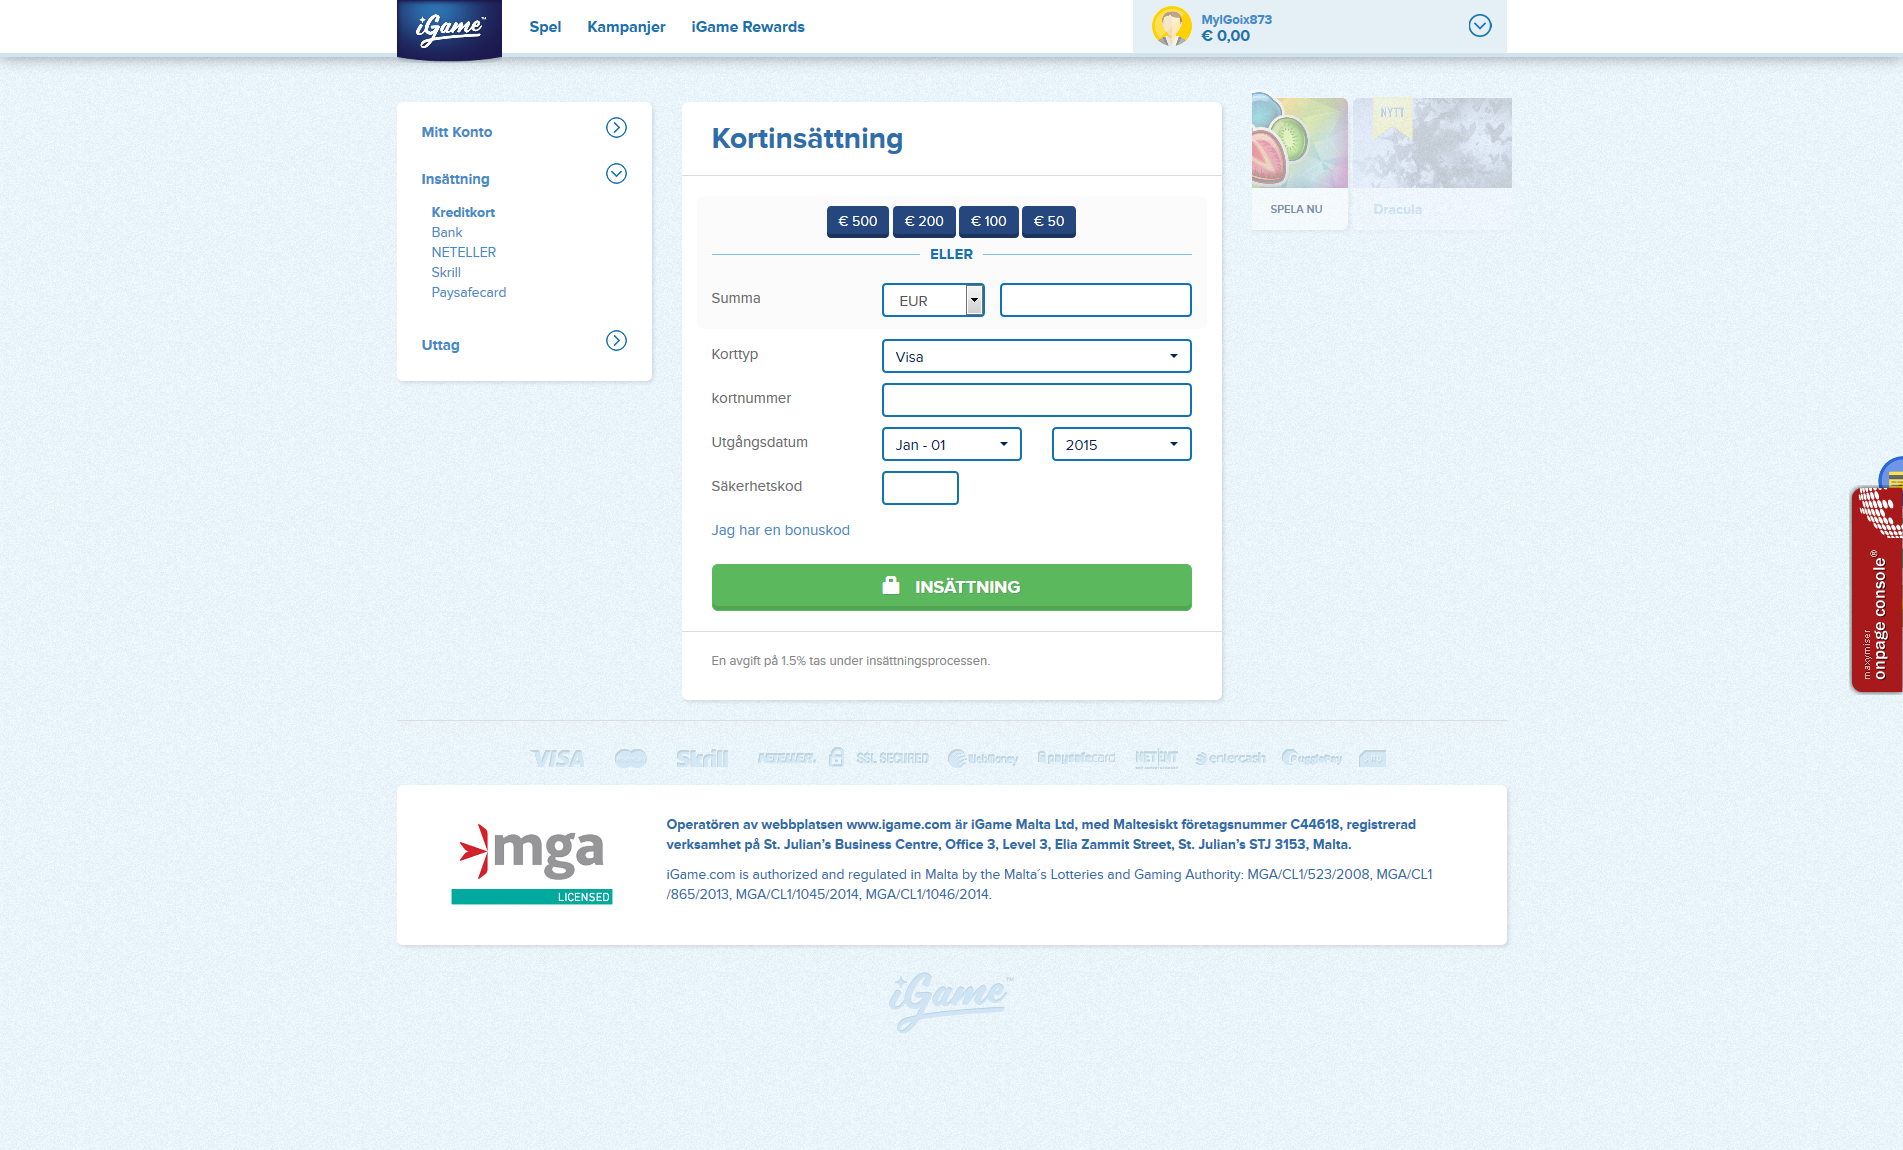 iGame™
Spel
Kampanjer
iGame Rewards
MyIGoix873
€ 0,00
Mitt Konto
Insättning
Kreditkort
Bank
NETELLER
Skrill
Paysafecard
Uttag
Kortinsättning
€ 500
€ 200
€ 100
€ 50
ELLER
Summa
EUR
Korttyp
Visa
kortnummer
Utgångsdatum
Jan - 01
2015
Säkerhetskod
Jag har en bonuskod
INSÄTTNING
En avgift på 1.5% tas under insättningsprocessen.
SPELA NU
NYTT
Dracula
maxymiser
onpage console®
VISA
Skrill
NETELLER
SSL SECURED
WebMoney
paysafecard
NETENT
entercash
EugglePay
mga
LICENSED
Operatören av webbplatsen www.igame.com är iGame Malta Ltd, med Maltesiskt företagsnummer C44618, registrerad
verksamhet på St. Julian’s Business Centre, Office 3, Level 3, Elia Zammit Street, St. Julian’s STJ 3153, Malta.
iGame.com is authorized and regulated in Malta by the Malta´s Lotteries and Gaming Authority: MGA/CL1/523/2008, MGA/CL1
/865/2013, MGA/CL1/1045/2014, MGA/CL1/1046/2014.
iGame™